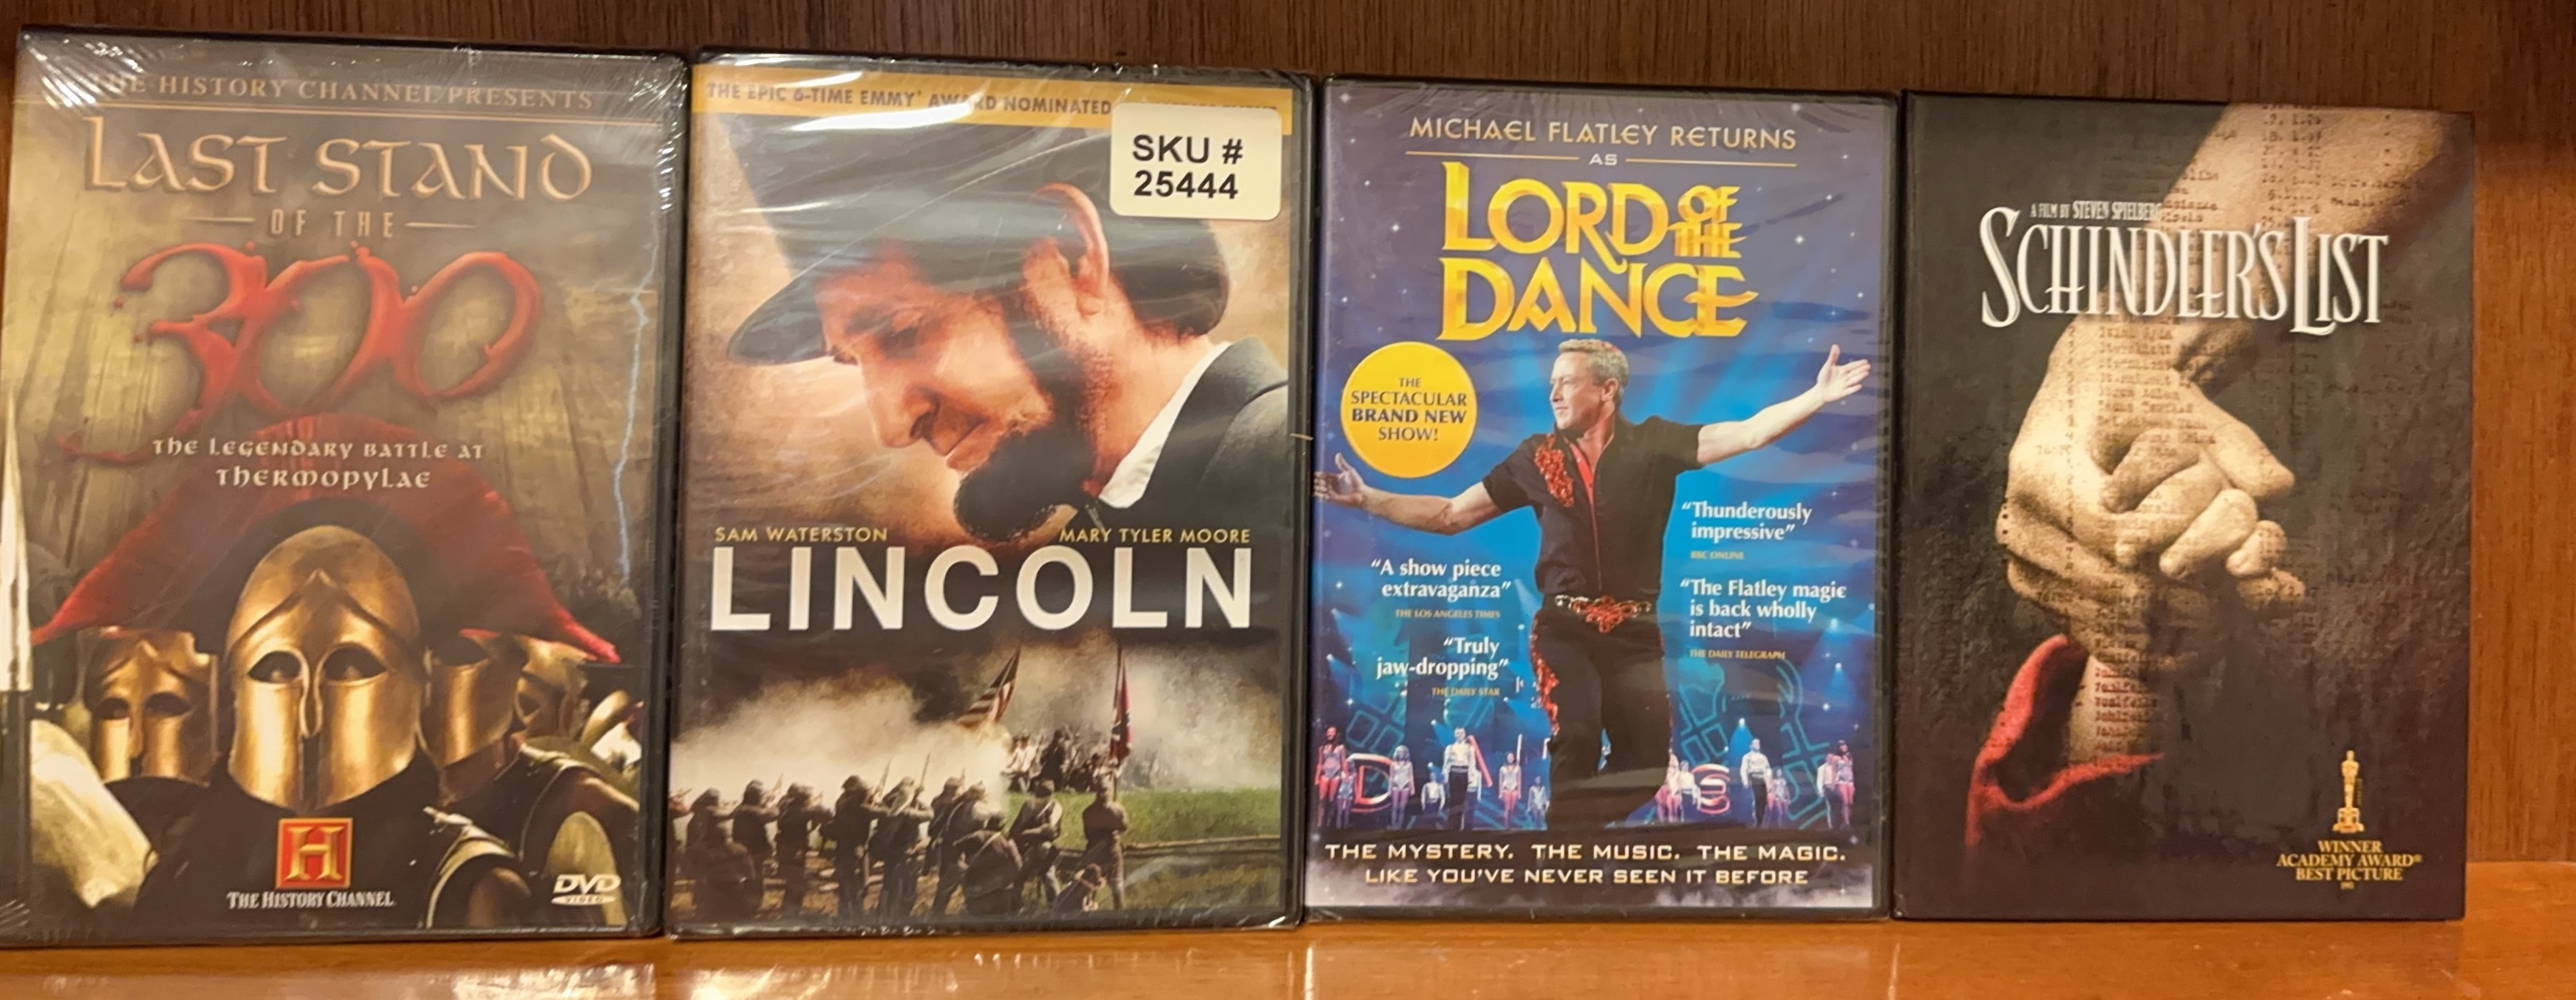 THE HISTORY CHANNEL PRESENTS
LAST STAND
OF THE
300
THE LEGENDARY BATTLE AT
THERMOPYLAE
H
THE HISTORY CHANNEL
DVD
VIDEO
THE EPIC 6-TIME EMMY® AWARD NOMINATED
SKU #
25444
SAM WATERSTON MARY TYLER MOORE
LINCOLN
MICHAEL FLATLEY RETURNS
AS
LORD OF THE
DANCE
THE
SPECTACULAR
BRAND NEW
SHOW!
"Thunderously
impressive"
BBC ONLINE
"A show piece
extravaganza"
THE LOS ANGELES TIMES
"The Flatley magic
is back wholly
intact"
THE DAILY TELEGRAPH
"Truly
jaw-dropping"
THE DAILY STAR
THE MYSTERY. THE MUSIC. THE MAGIC.
LIKE YOU'VE NEVER SEEN IT BEFORE
A FILM BY STEVEN SPIELBERG
SCHINDLER'S LIST
WINNER
ACADEMY AWARD®
BEST PICTURE
1993